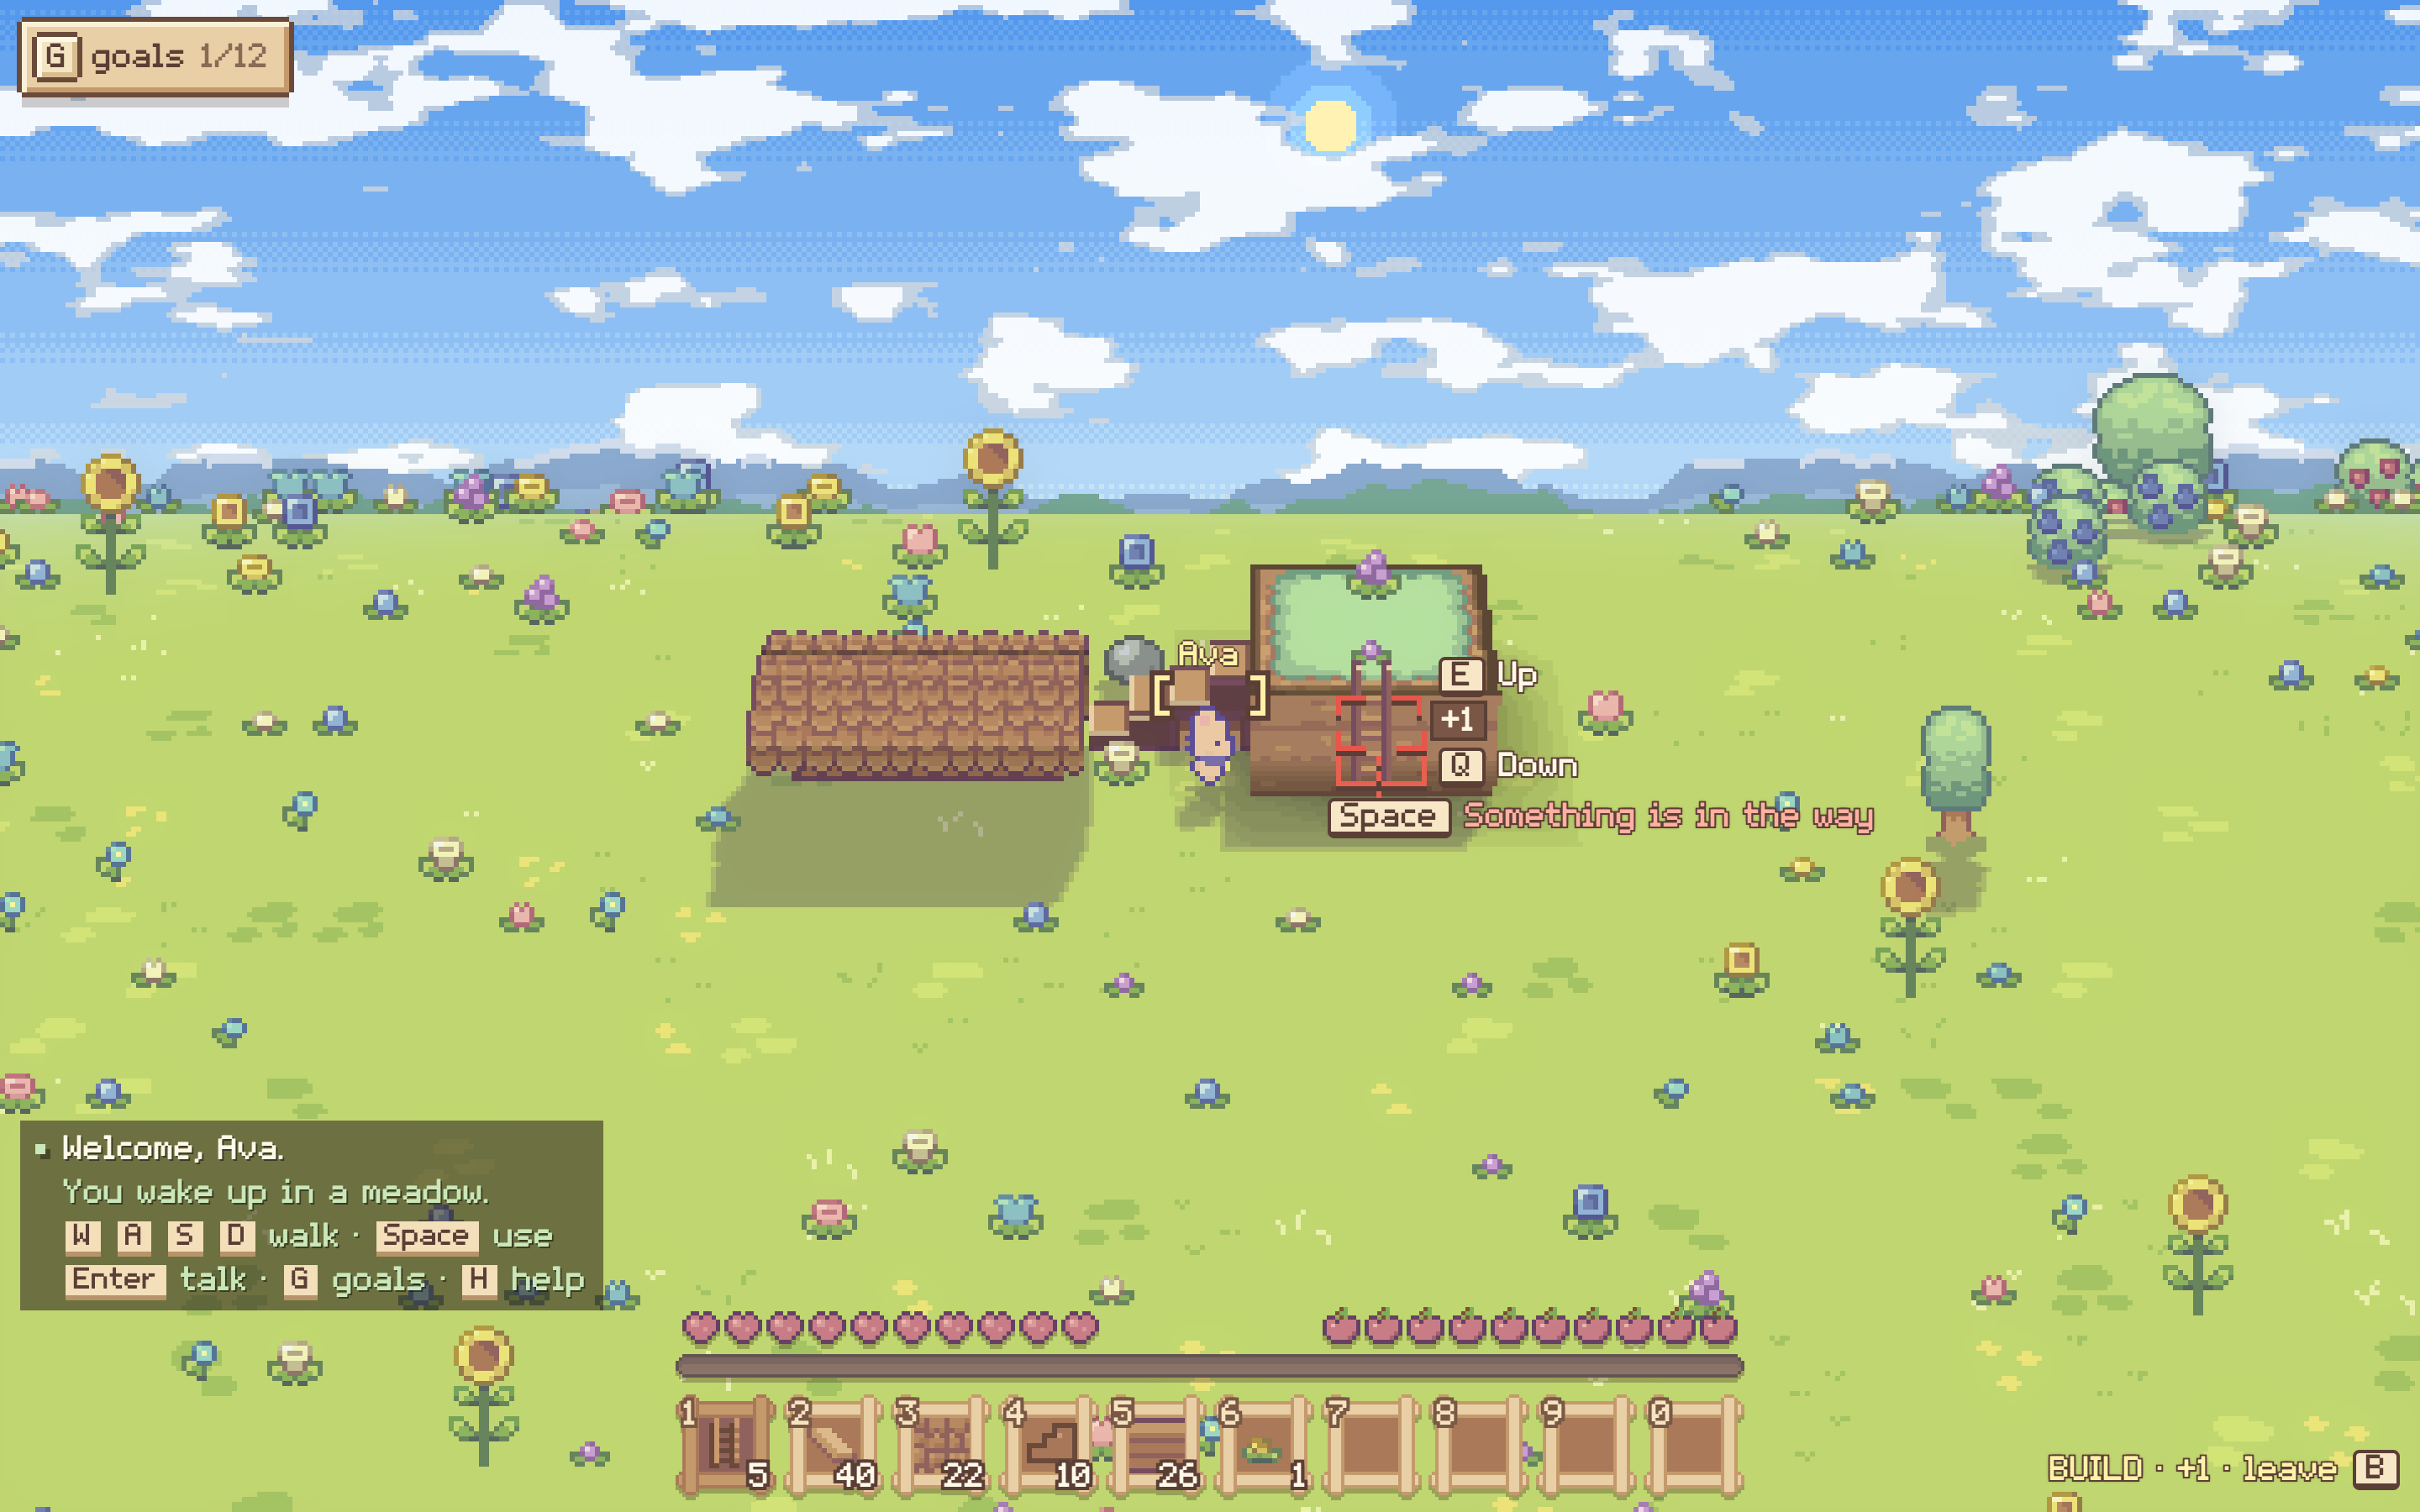 G goals 1/12
Ava
E Up
+1
Q Down
Space Something is in the way
Welcome, Ava.
You wake up in a meadow.
W A S D walk · Space use
Enter talk · G goals · H help
1 2 3 4 5 6 7 8 9 0
5 40 22 10 26 1
BUILD · +1 · leave B